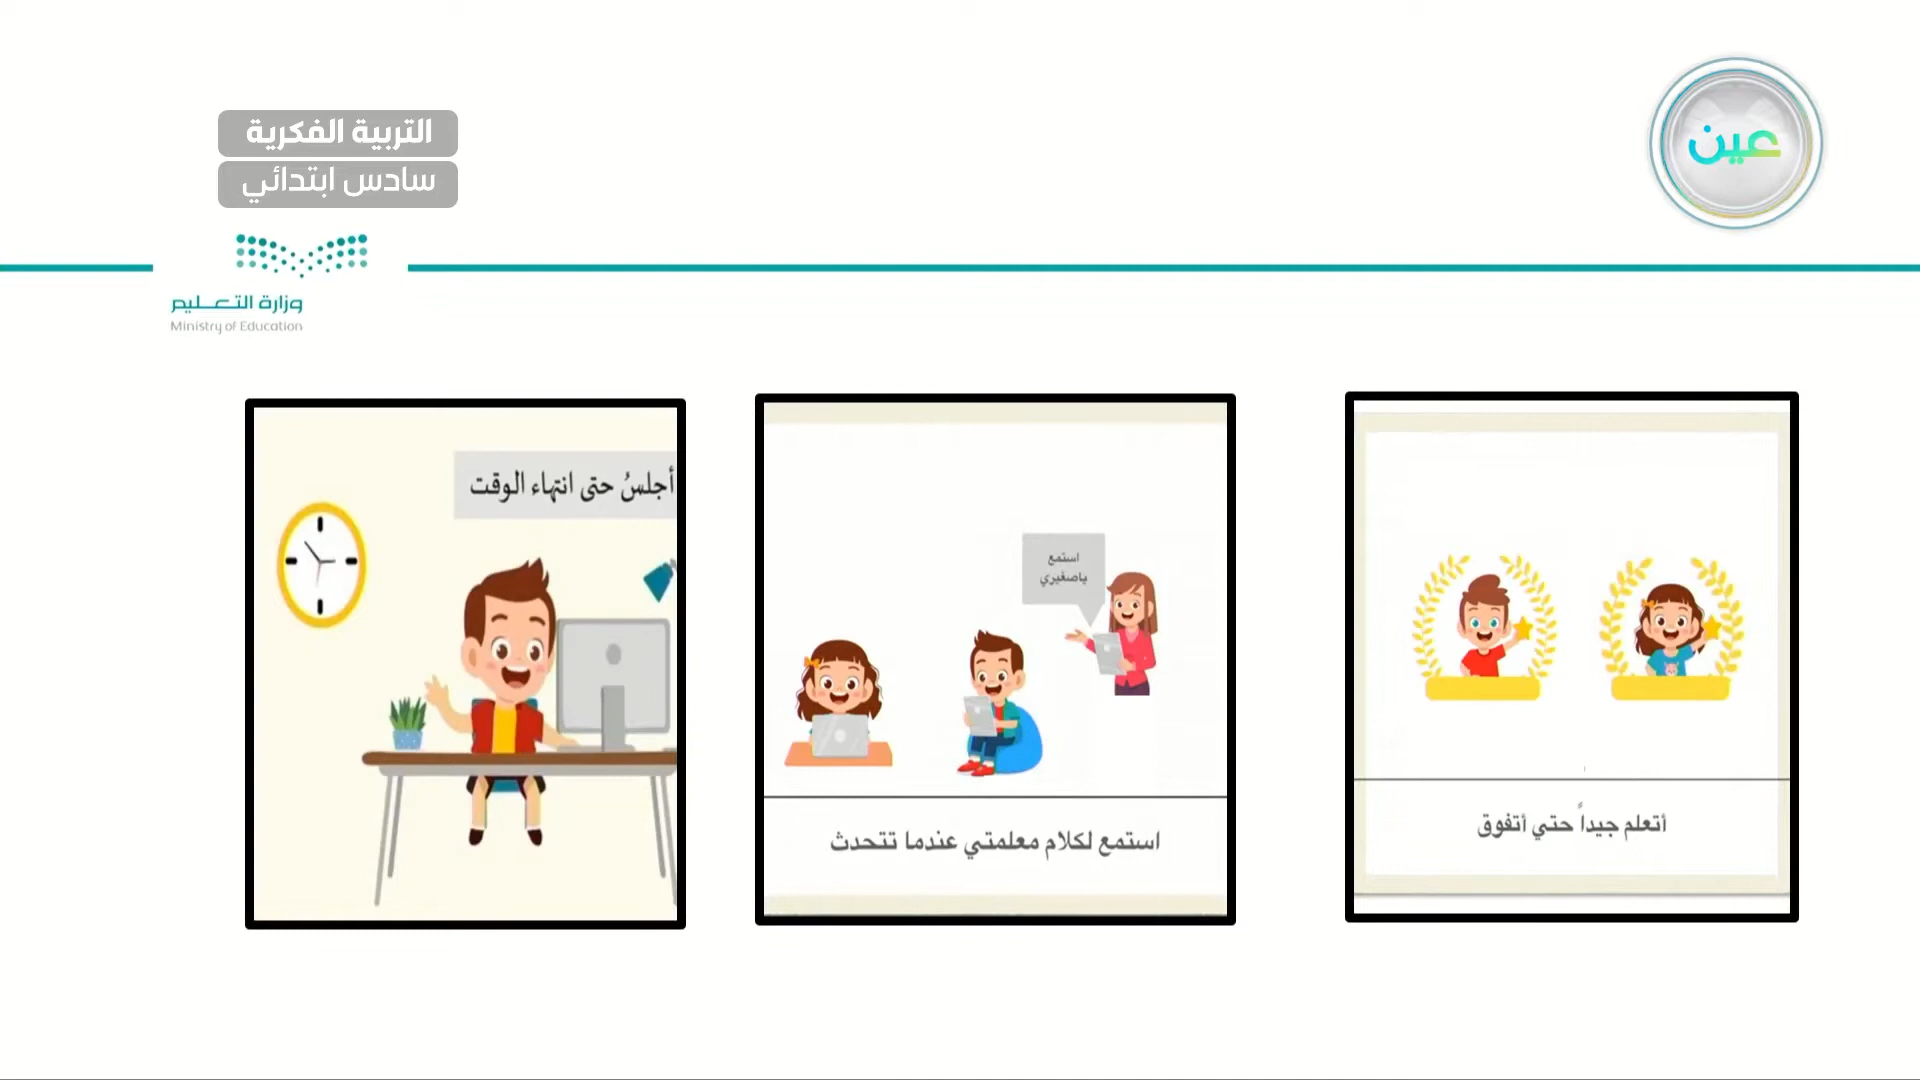 عين
التربية الفكرية
سادس ابتدائي
وزارة التعليم
Ministry of Education
أتعلم جيداً حتي أتفوق
استمع
ياصغيري
استمع لكلام معلمتي عندما تتحدث
أجلسُ حتى انتهاء الوقت